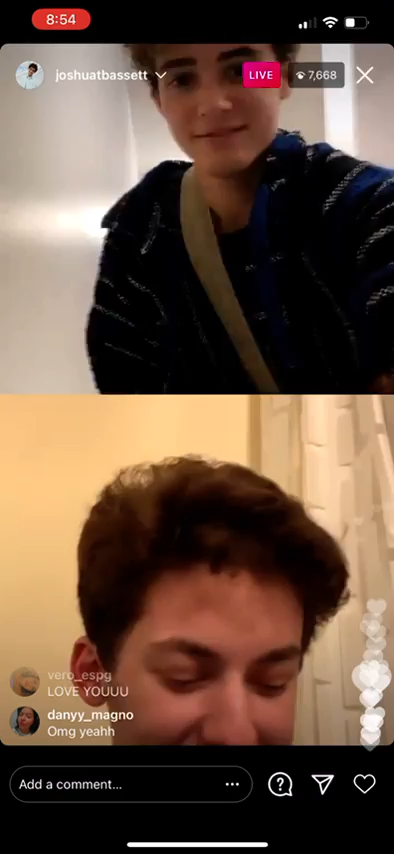 8:54
joshuatbassett
LIVE
7,668
vero_espg
LOVE YOUUU
danyy_magno
Omg yeahh
Add a comment...